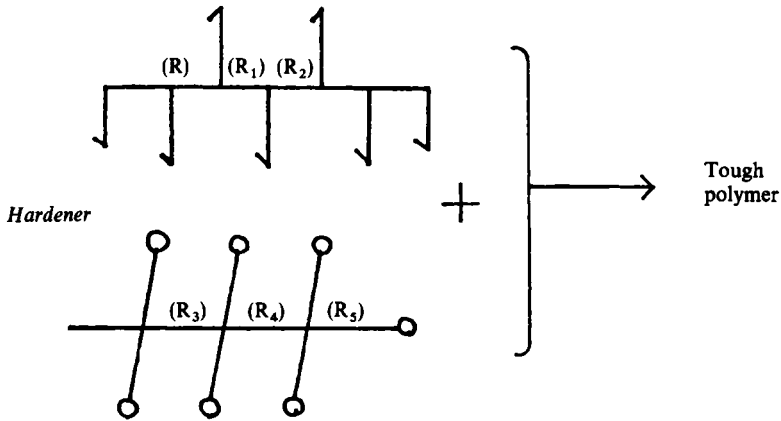 (R) (R₁) (R₂)
Tough
polymer
Hardener
(R₃) (R₄) (R₅)